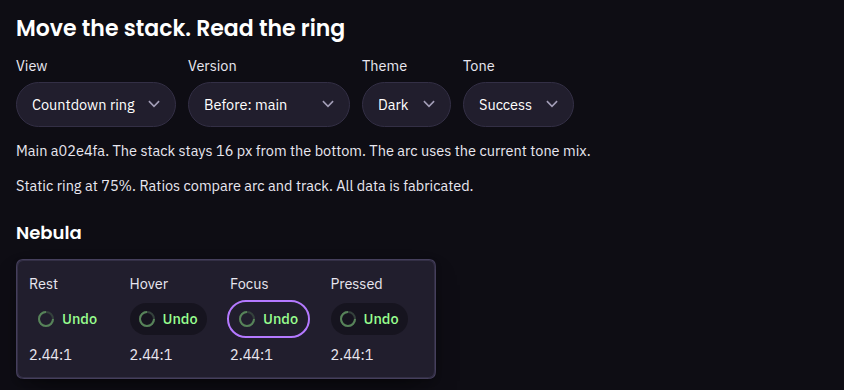 Move the stack. Read the ring
View Version Theme Tone
Countdown ring Before: main Dark Success
Main a02e4fa. The stack stays 16 px from the bottom. The arc uses the current tone mix.
Static ring at 75%. Ratios compare arc and track. All data is fabricated.
Nebula
Rest Hover Focus Pressed
Undo Undo Undo Undo
2.44:1 2.44:1 2.44:1 2.44:1